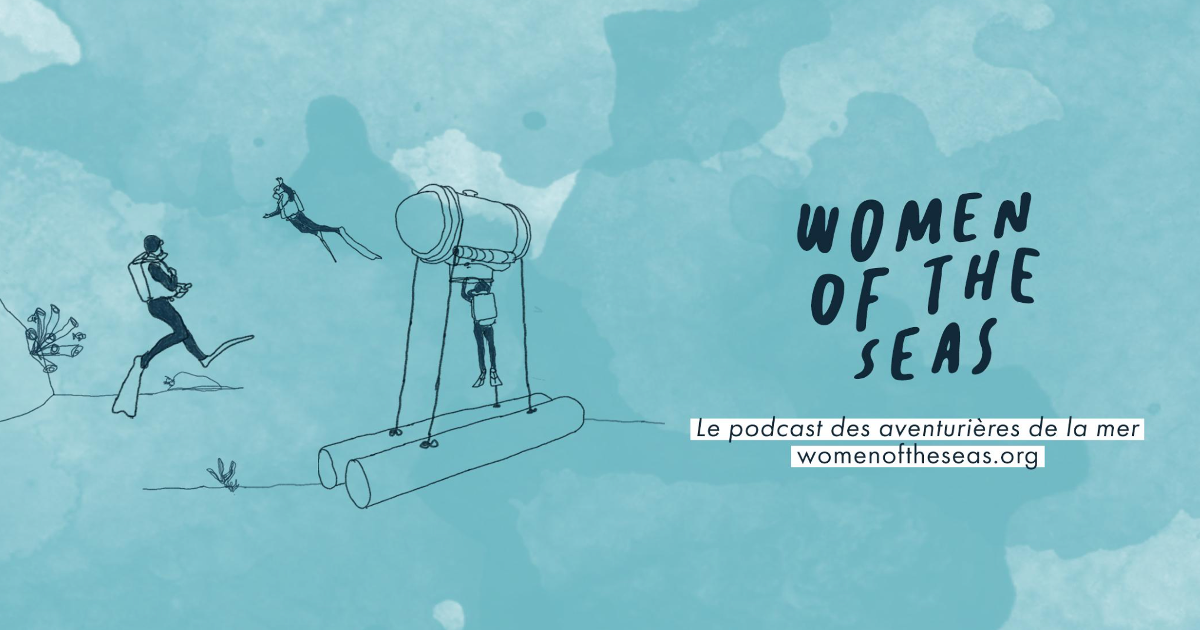 WOMEN
OF THE
SEAS
Le podcast des aventurières de la mer
womenoftheseas.org